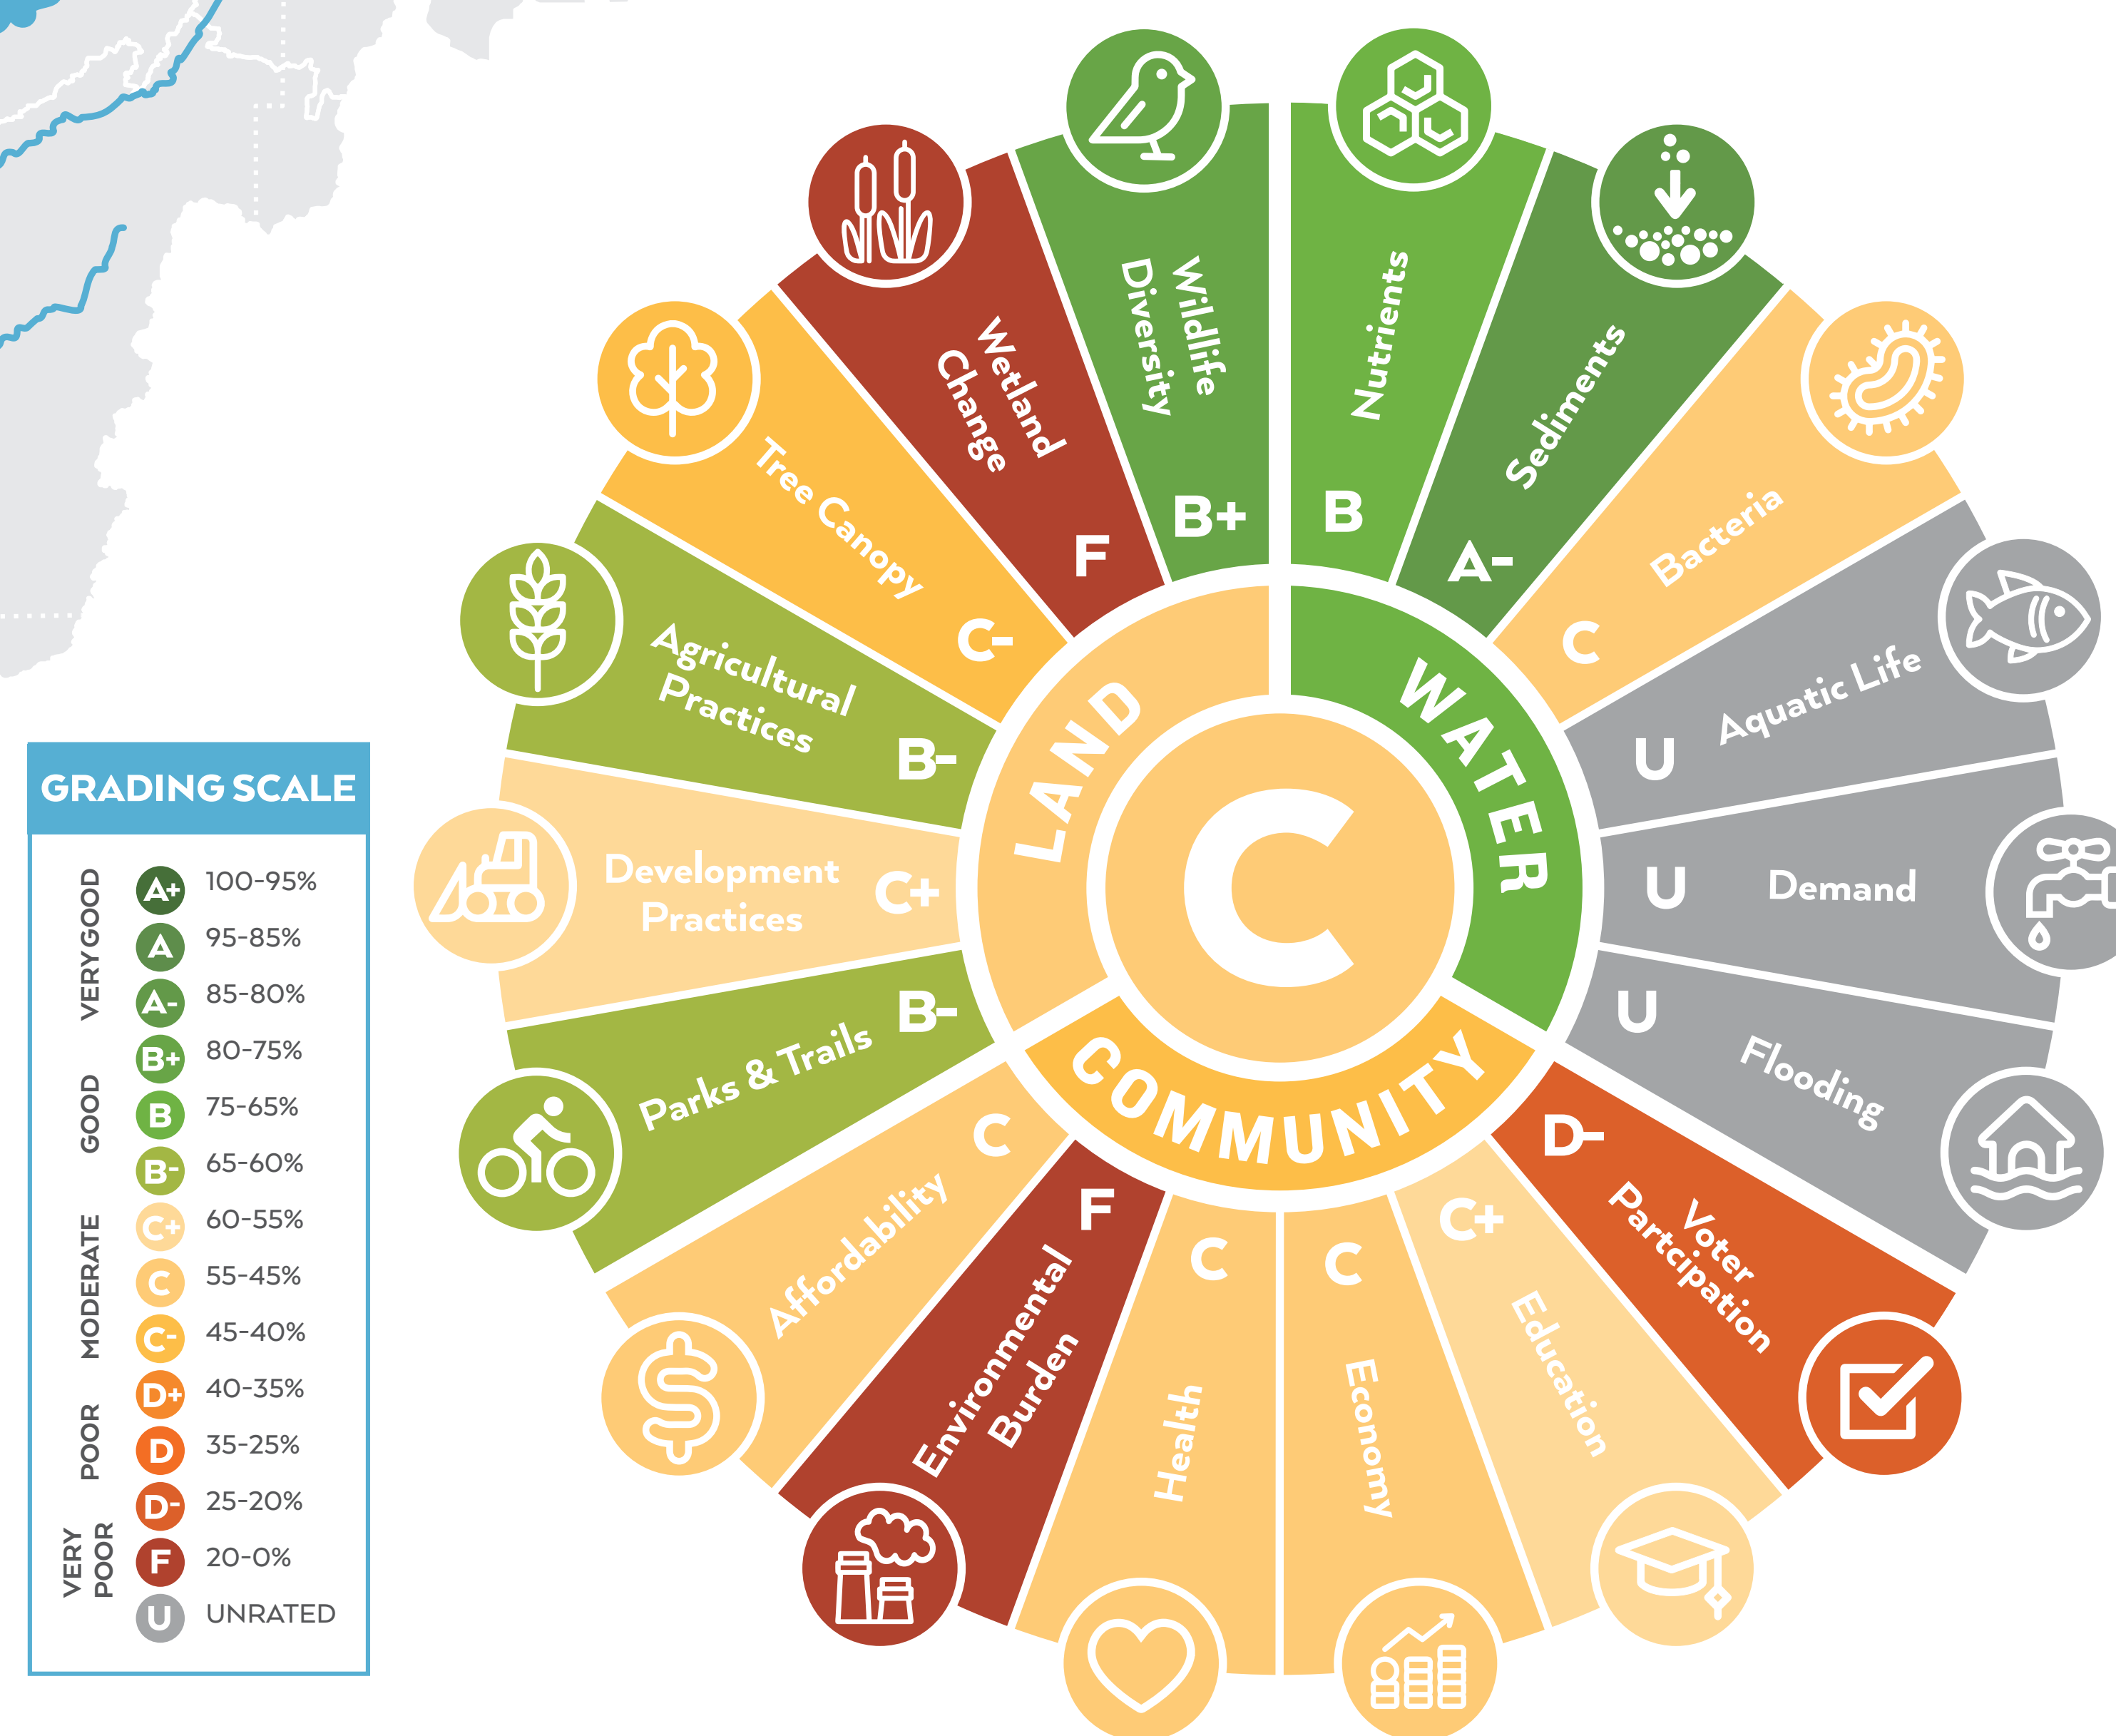 GRADING SCALE
VERY GOOD
A+ 100-95%
A 95-85%
A- 85-80%
GOOD
B+ 80-75%
B 75-65%
B- 65-60%
MODERATE
C+ 60-55%
C 55-45%
C- 45-40%
POOR
D+ 40-35%
D 35-25%
D- 25-20%
VERY
POOR
F 20-0%
U UNRATED
C
LAND
WATER
COMMUNITY
Nutrients
B
Sediments
A-
Bacteria
C
Aquatic Life
U
Demand
U
Flooding
U
Voter
Partcipation
D-
Education
C+
Economy
C
Health
C
Environmental
Burden
F
Affordability
C
Parks & Trails
B-
Development
Practices
C+
Agricultural
Practices
B-
Tree Canopy
C-
Wetland
Change
F
Wildlife
Diversity
B+